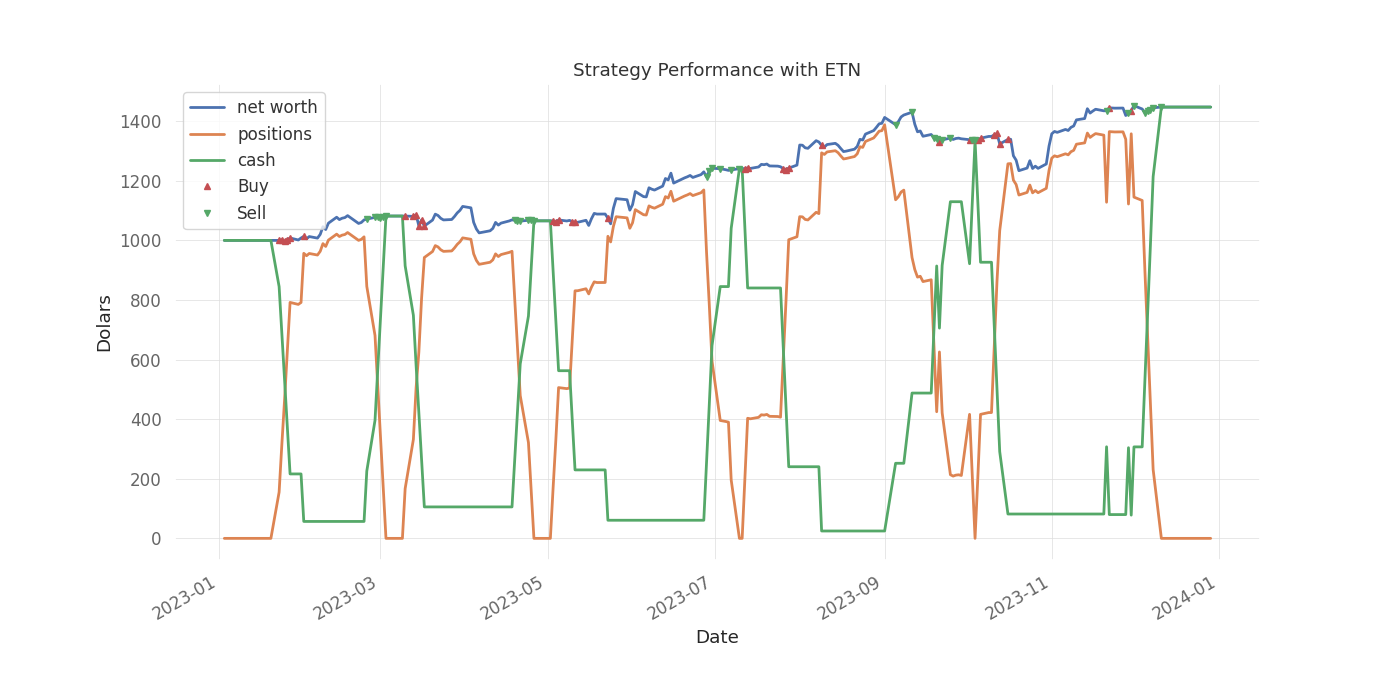 Strategy Performance with ETN
net worth
positions
cash
Buy
Sell
1400
1200
1000
800
600
400
200
0
Dolars
2023-01
2023-03
2023-05
2023-07
2023-09
2023-11
2024-01
Date